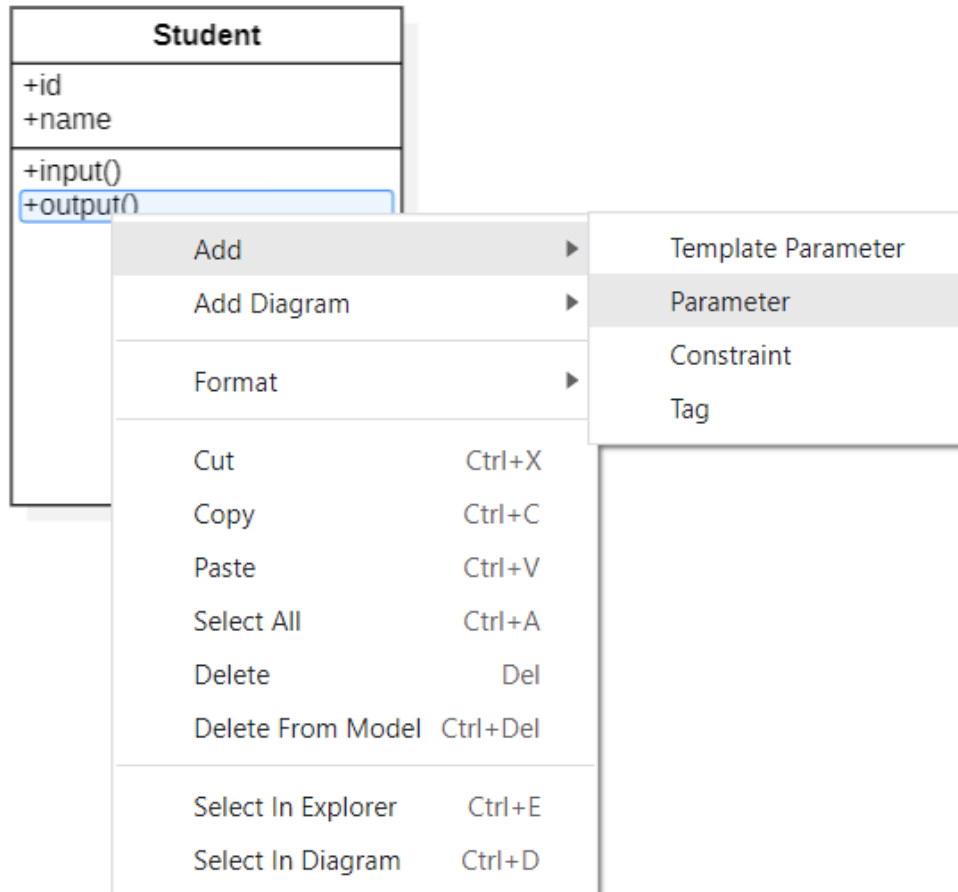 Student
+id
+name
+input()
+output()
Add
Add Diagram
Format
Cut Ctrl+X
Copy Ctrl+C
Paste Ctrl+V
Select All Ctrl+A
Delete Del
Delete From Model Ctrl+Del
Select In Explorer Ctrl+E
Select In Diagram Ctrl+D
Template Parameter
Parameter
Constraint
Tag